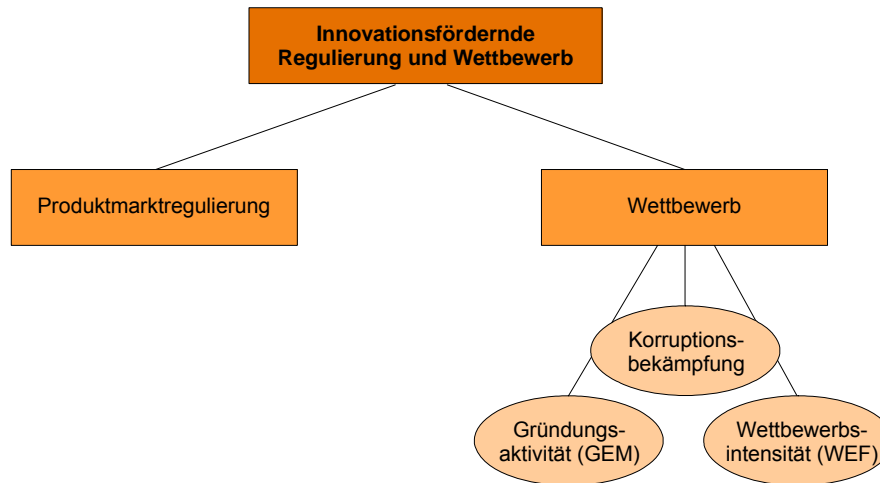 Innovationsfördernde
Regulierung und Wettbewerb
Produktmarktregulierung
Wettbewerb
Korruptions-
bekämpfung
Gründungs-
aktivität (GEM)
Wettbewerbs-
intensität (WEF)